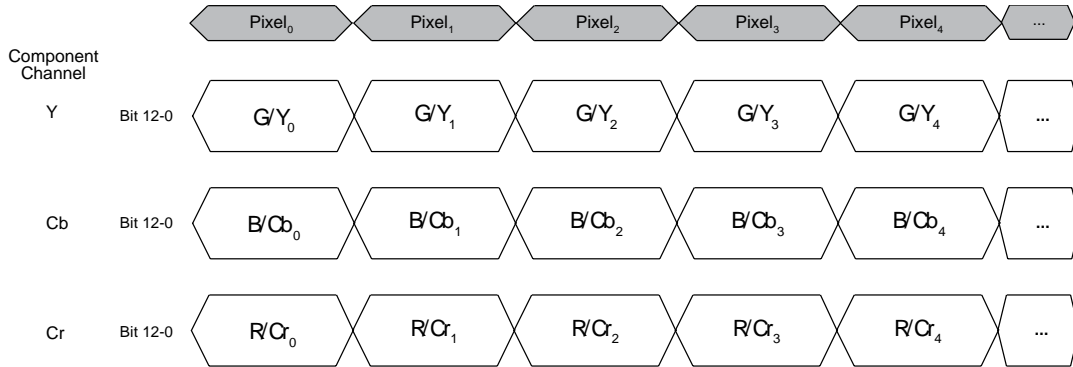 Pixel₀ Pixel₁ Pixel₂ Pixel₃ Pixel₄ ...
Component
Channel
Y Bit 12-0 G/Y₀ G/Y₁ G/Y₂ G/Y₃ G/Y₄ ...
Cb Bit 12-0 B/Cb₀ B/Cb₁ B/Cb₂ B/Cb₃ B/Cb₄ ...
Cr Bit 12-0 R/Cr₀ R/Cr₁ R/Cr₂ R/Cr₃ R/Cr₄ ...